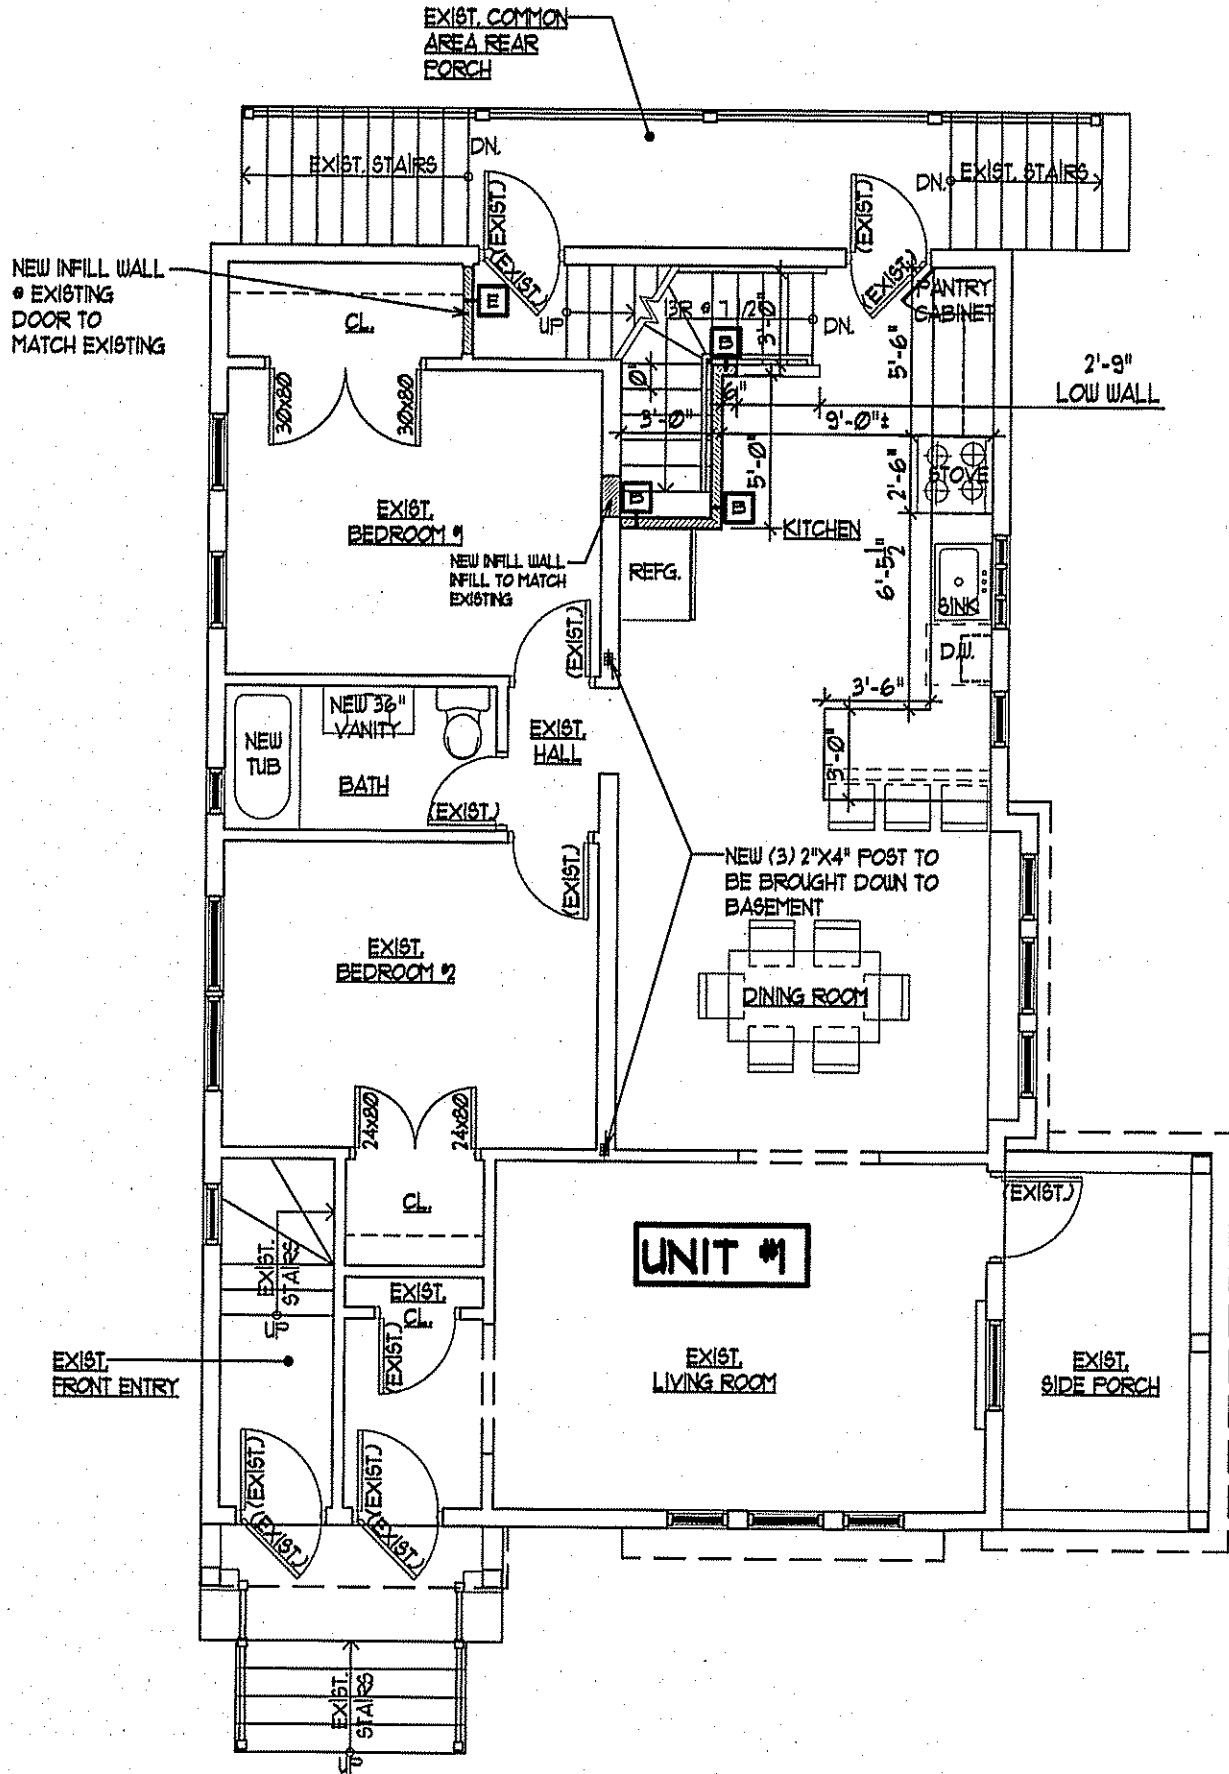 EXIST. COMMON
AREA REAR
PORCH
DN.
EXIST. STAIRS
DN.
EXIST. STAIRS
(EXIST.)
(EXIST.)
(EXIST.)
(EXIST.)
NEW INFILL WALL
@ EXISTING
DOOR TO
MATCH EXISTING
E
CL.
UP
DN.
3'-0"
B
PANTRY
CABINET
5'-6"
2'-9"
LOW WALL
30x80
30x80
3'-0"
6"
9'-0"±
5'-0"
2'-6"
STOVE
B
B
EXIST.
BEDROOM #1
KITCHEN
NEW INFILL WALL
INFILL TO MATCH
EXISTING
REFG.
6'-5 1/2"
SINK
D.W.
(EXIST.)
3'-6"
NEW 36"
VANITY
NEW
TUB
BATH
EXIST.
HALL
3'-0"
(EXIST.)
(EXIST.)
NEW (3) 2"X4" POST TO
BE BROUGHT DOWN TO
BASEMENT
EXIST.
BEDROOM #2
DINING ROOM
24x80
24x80
CL.
(EXIST.)
UNIT #1
EXIST.
STAIRS
UP
EXIST.
CL.
(EXIST.)
EXIST.
FRONT ENTRY
EXIST.
LIVING ROOM
EXIST.
SIDE PORCH
(EXIST.)
(EXIST.)
(EXIST.)
(EXIST.)
EXIST.
STAIRS
UP